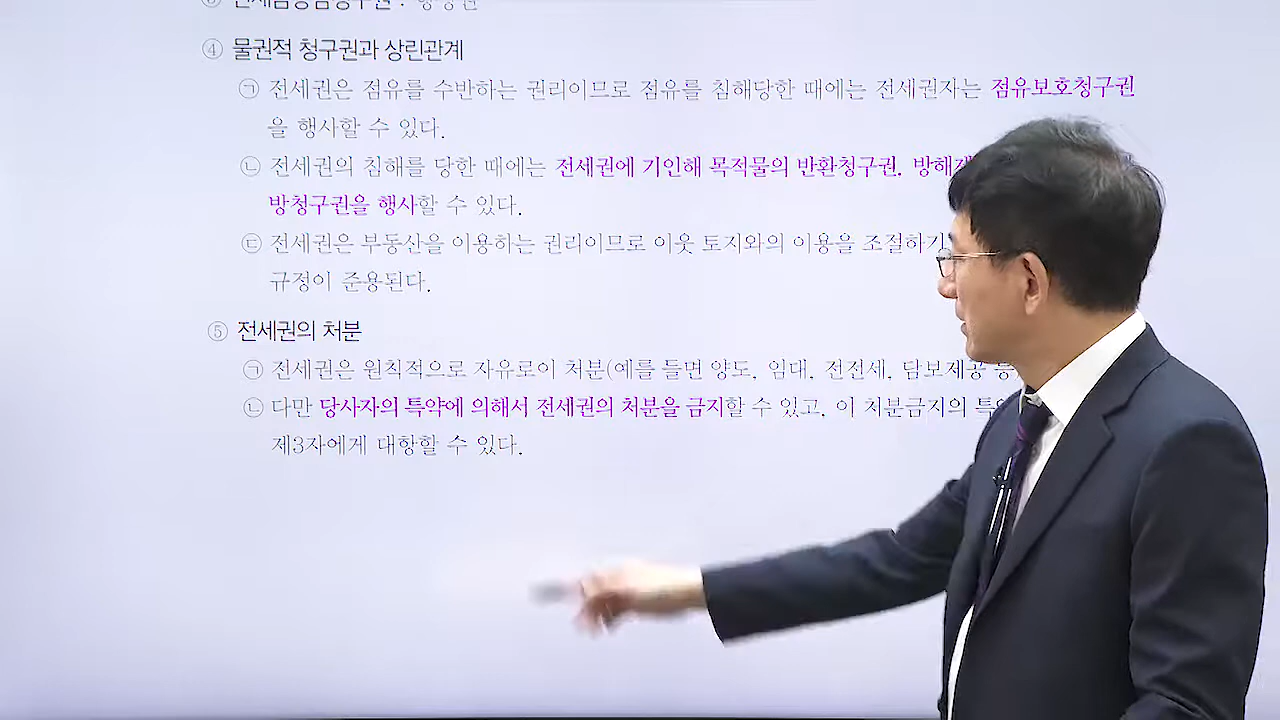 ④ 물권적 청구권과 상린관계
㉠ 전세권은 점유를 수반하는 권리이므로 점유를 침해당한 때에는 전세권자는 점유보호청구권
을 행사할 수 있다.
㉡ 전세권의 침해를 당한 때에는 전세권에 기인해 목적물의 반환청구권, 방해
방청구권을 행사할 수 있다.
㉢ 전세권은 부동산을 이용하는 권리이므로 이웃 토지와의 이용을 조절하
규정이 준용된다.
⑤ 전세권의 처분
㉠ 전세권은 원칙적으로 자유로이 처분(예를 들면 양도, 임대, 전전세, 담보제공
㉡ 다만 당사자의 특약에 의해서 전세권의 처분을 금지할 수 있고, 이 처분금지의
제3자에게 대항할 수 있다.